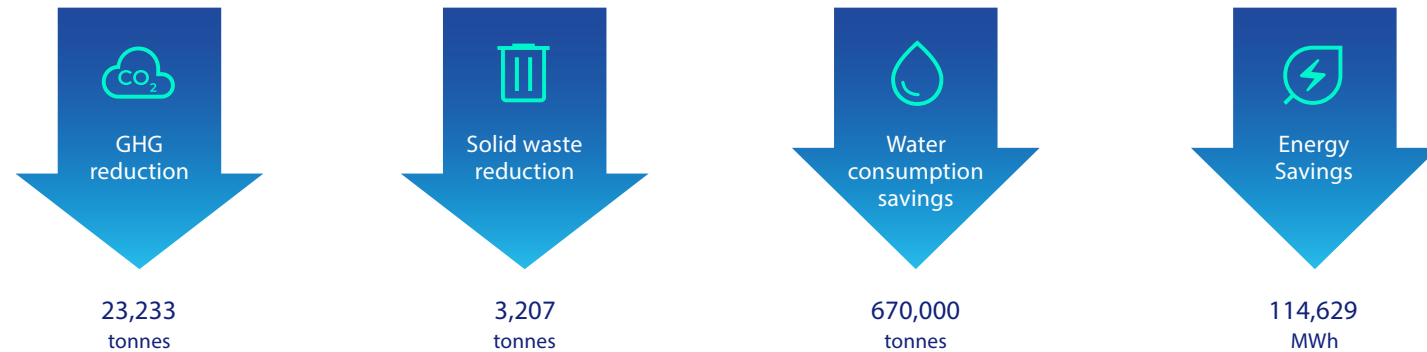 CO2
GHG
reduction
23,233
tonnes
Solid waste
reduction
3,207
tonnes
Water
consumption
savings
670,000
tonnes
Energy
Savings
114,629
MWh